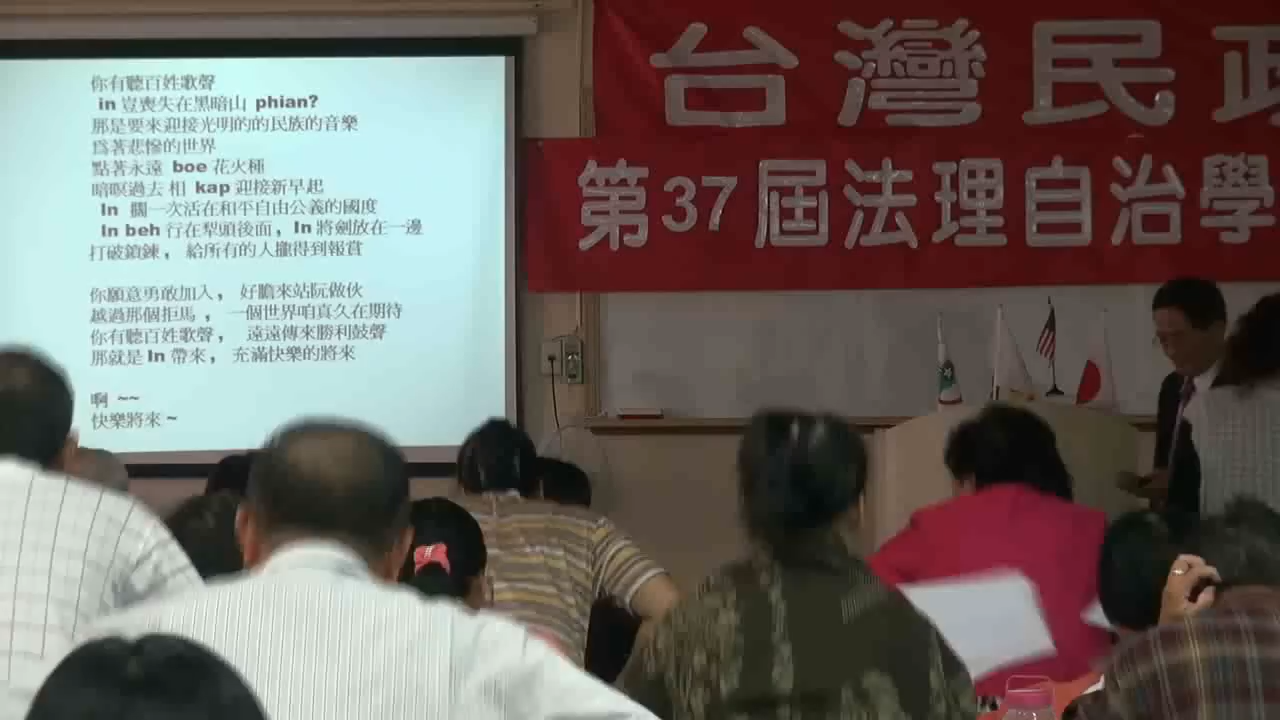 你有聽百姓歌聲
in 豈喪失在黑暗山 phian?
那是要來迎接光明的的民族的音樂
為著悲慘的世界
點著永遠 boe 花火種
暗暝過去 相 kap 迎接新早起
In 擱一次活在和平自由公義的國度
In beh 行在犁頭後面, In 將劍放在一邊
打破鎖鍊, 給所有的人攏得到報賞
你願意勇敢加入, 好膽來站阮做伙
越過那個拒馬, 一個世界咱真久在期待
你有聽百姓歌聲, 遠遠傳來勝利鼓聲
那就是 In 帶來, 充滿快樂的將來
啊 ~~
快樂將來 ~
台灣民政
第37屆法理自治學